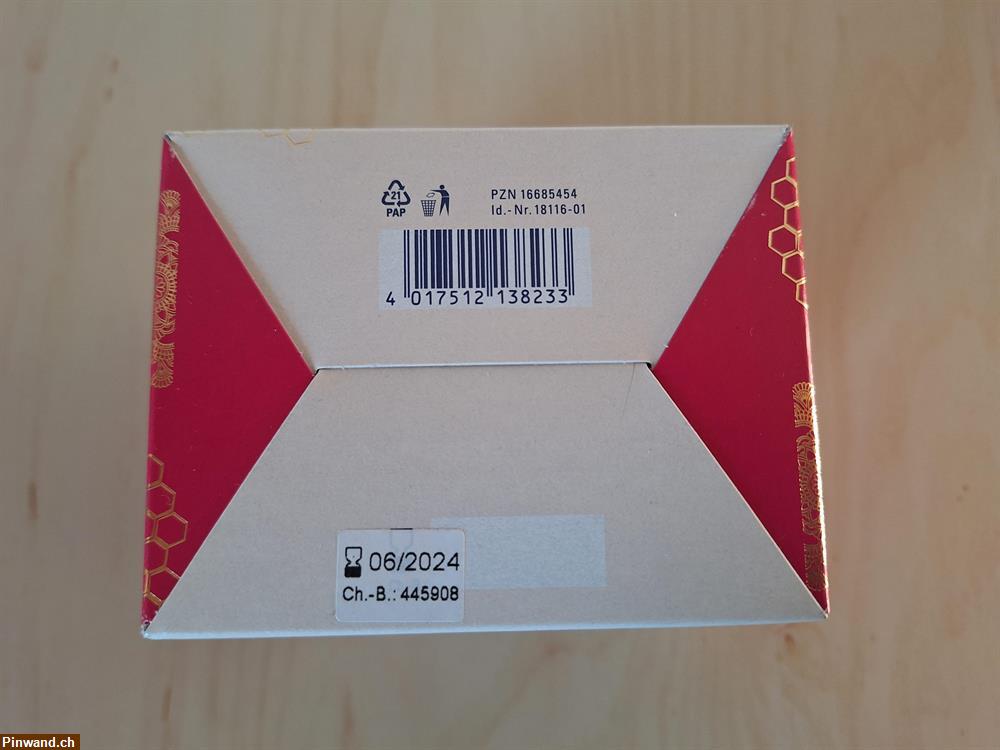 21
PAP
PZN 16685454
Id.-Nr. 18116-01
4 017512 138233
06/2024
Ch.-B.: 445908
Pinwand.ch